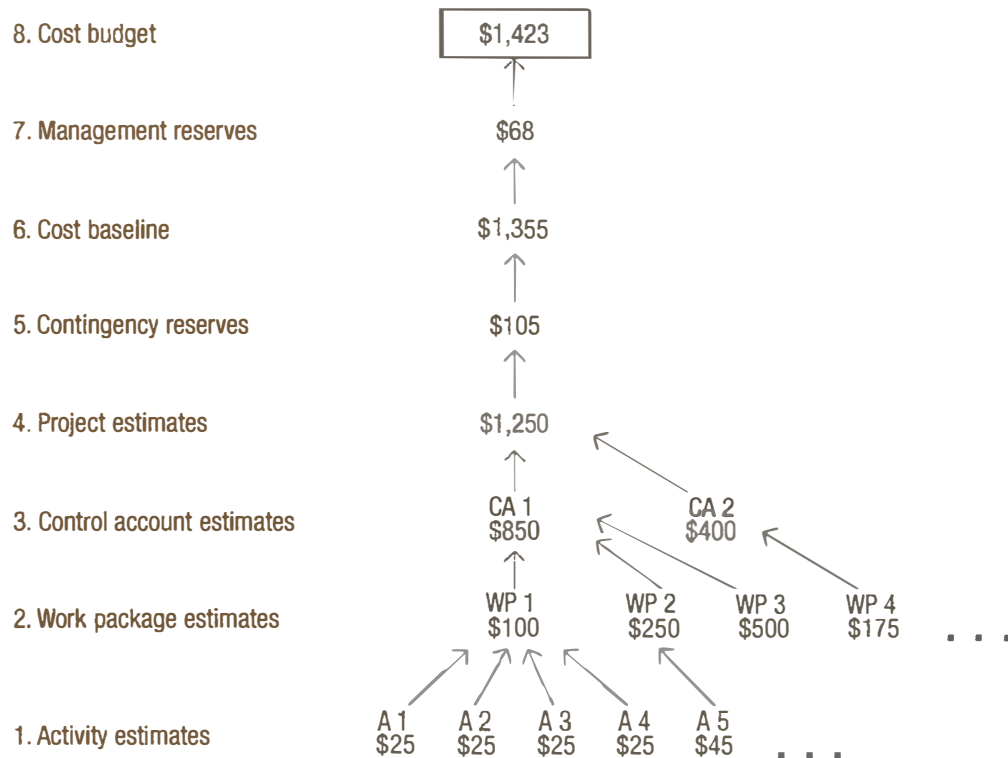 8. Cost budget $1,423
7. Management reserves $68
6. Cost baseline $1,355
5. Contingency reserves $105
4. Project estimates $1,250
CA 1 CA 2
3. Control account estimates $850 $400
WP 1 WP 2 WP 3 WP 4
2. Work package estimates $100 $250 $500 $175 . . .
A 1 A 2 A 3 A 4 A 5
1. Activity estimates $25 $25 $25 $25 $45 . . .